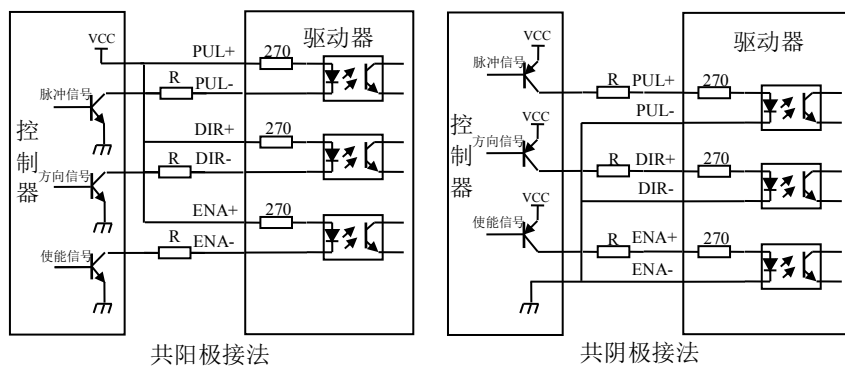 VCC
PUL+
270
驱动器
脉冲信号
R
PUL-
控制器
DIR+
270
方向信号
R
DIR-
ENA+
270
使能信号
R
ENA-
共阳极接法
VCC
驱动器
脉冲信号
R
PUL+
270
PUL-
控制器
VCC
方向信号
R
DIR+
270
DIR-
VCC
使能信号
R
ENA+
270
ENA-
共阴极接法